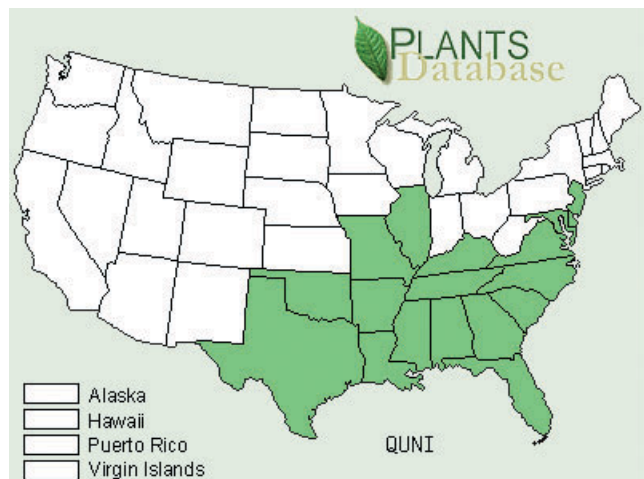 PLANTS
Database
Alaska
Hawaii
Puerto Rico
Virgin Islands
QUNI